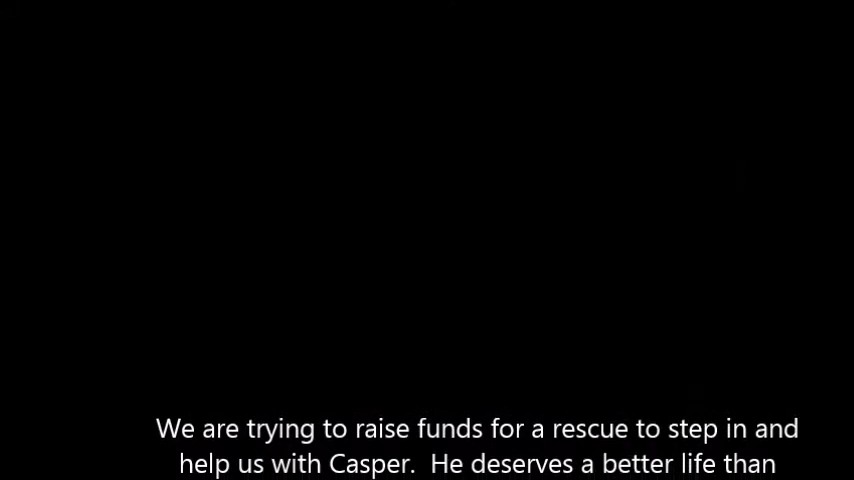 We are trying to raise funds for a rescue to step in and
help us with Casper.  He deserves a better life than